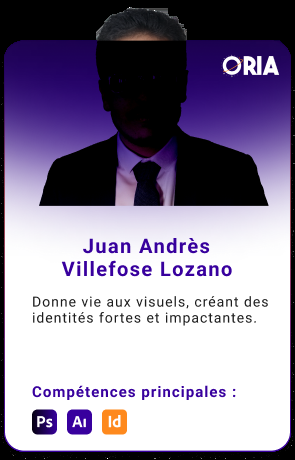 ORIA
Juan Andrès
Villefose Lozano
Donne vie aux visuels, créant des
identités fortes et impactantes.
Compétences principales :
Ps Aı Id